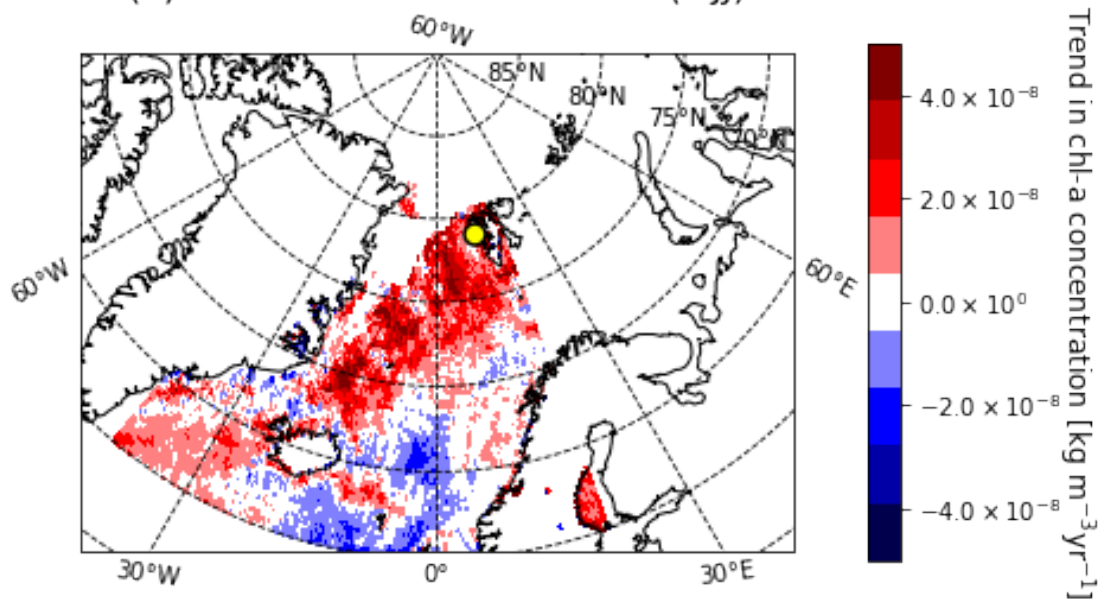 60°W
85°N
80°N
75°N
70°N
60°W
60°E
30°W
0°
30°E
4.0 × 10⁻⁸
2.0 × 10⁻⁸
0.0 × 10⁰
−2.0 × 10⁻⁸
−4.0 × 10⁻⁸
Trend in chl-a concentration [kg m⁻³yr⁻¹]